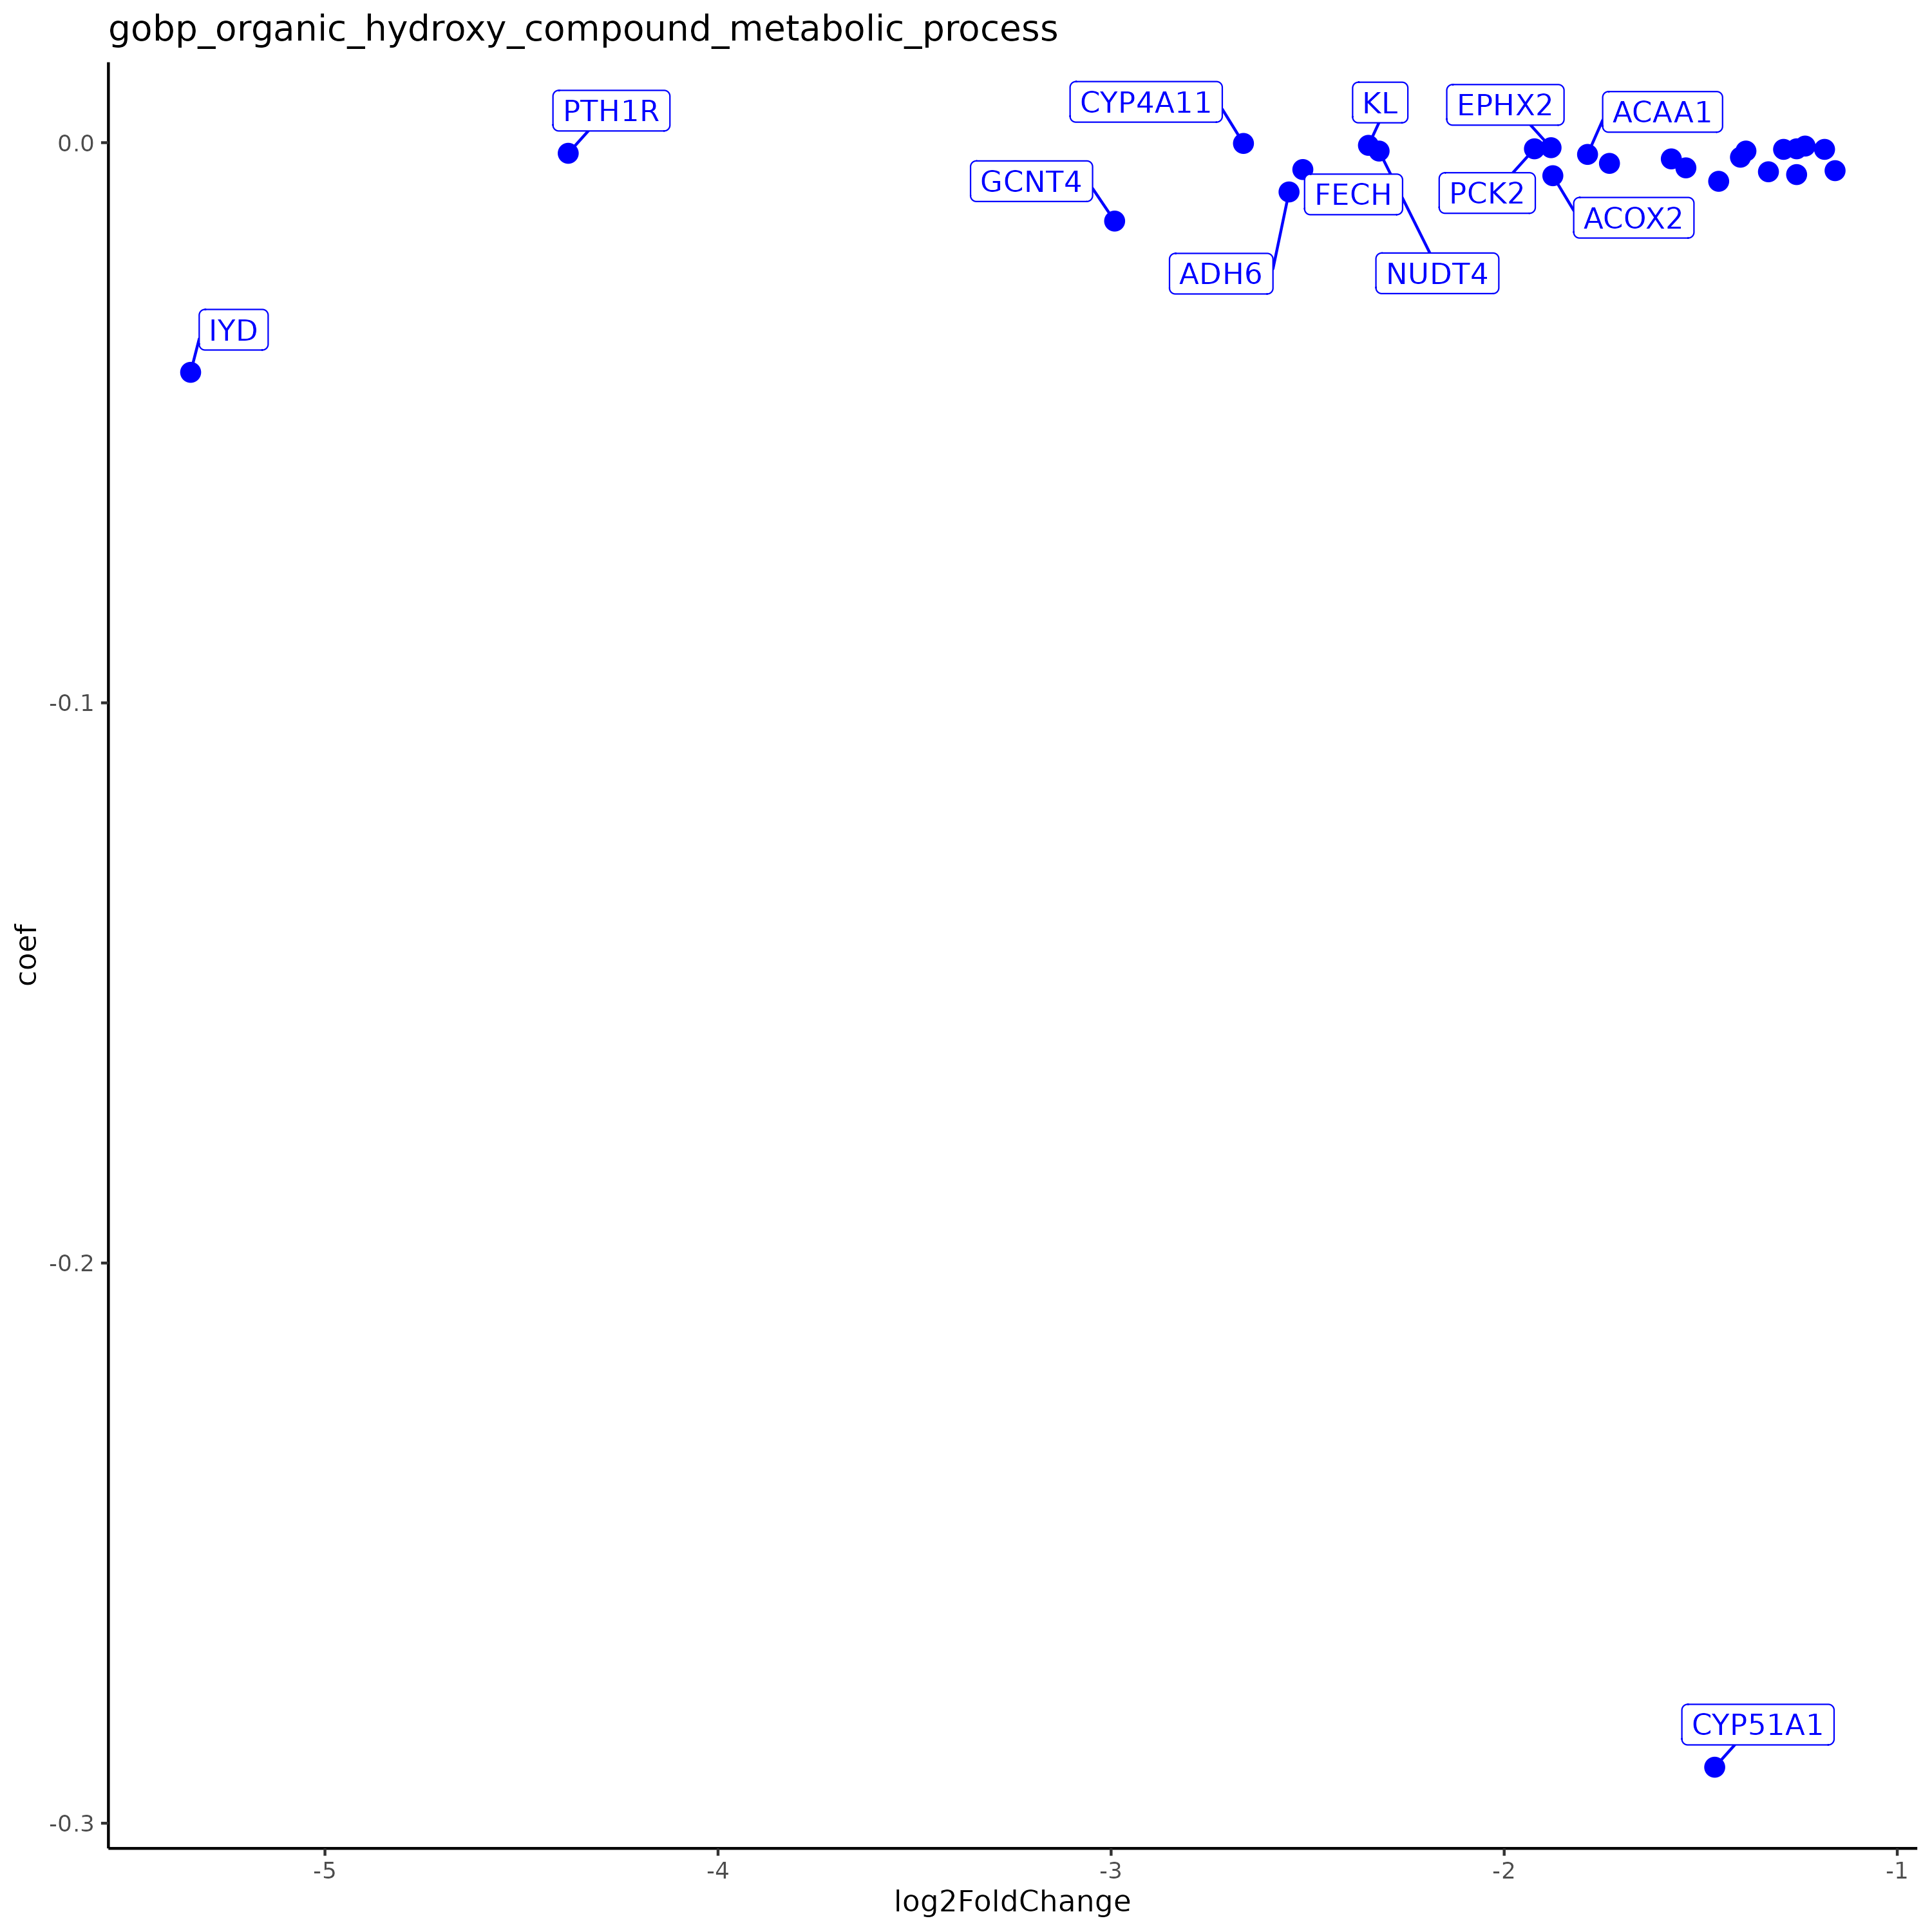 gobp_organic_hydroxy_compound_metabolic_process
CYP4A11
KL
EPHX2
PTH1R
ACAA1
0.0
GCNT4
FECH
PCK2
ACOX2
ADH6
NUDT4
IYD
-0.1
coef
-0.2
CYP51A1
-0.3
-5
-4
-3
-2
-1
log2FoldChange